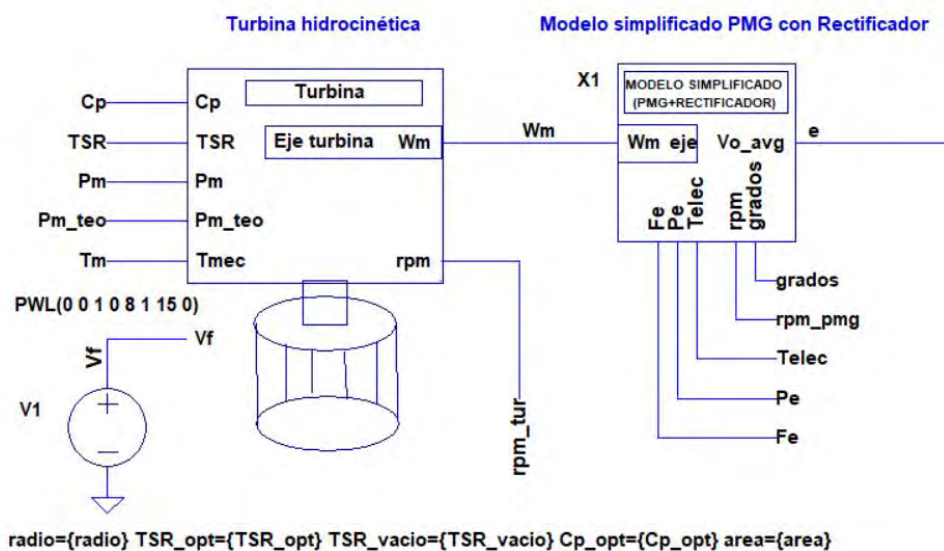 Turbina hidrocinética
Modelo simplificado PMG con Rectificador
Turbina
Cp Cp
TSR TSR
Eje turbina Wm
Pm Pm
Pm_teo Pm_teo
Tm Tmec
rpm
rpm_tur
Wm
X1
MODELO SIMPLIFICADO
(PMG+RECTIFICADOR)
Wm eje Vo_avg
e
Fe
Pe
Telec
rpm
grados
grados
rpm_pmg
Telec
Pe
Fe
PWL(0 0 1 0 8 1 15 0)
Vf
Vf
V1
radio={radio} TSR_opt={TSR_opt} TSR_vacio={TSR_vacio} Cp_opt={Cp_opt} area={area}